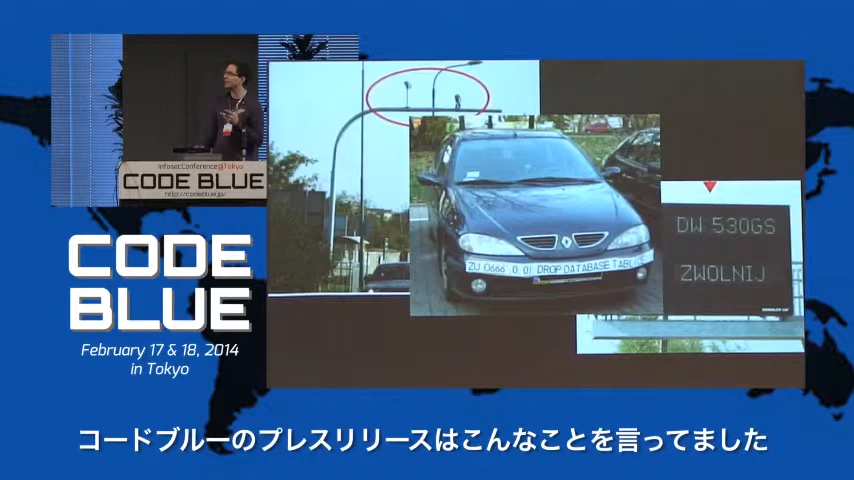 InfosecConference@Tokyo
CODE BLUE
http://codeblue.jp/
CODE
BLUE
February 17 & 18, 2014
in Tokyo
ZU 0666',0,0) DROP DATABASE TABLICE
DW 530GS
ZWOLNIJ
コードブルーのプレスリリースはこんなことを言ってました